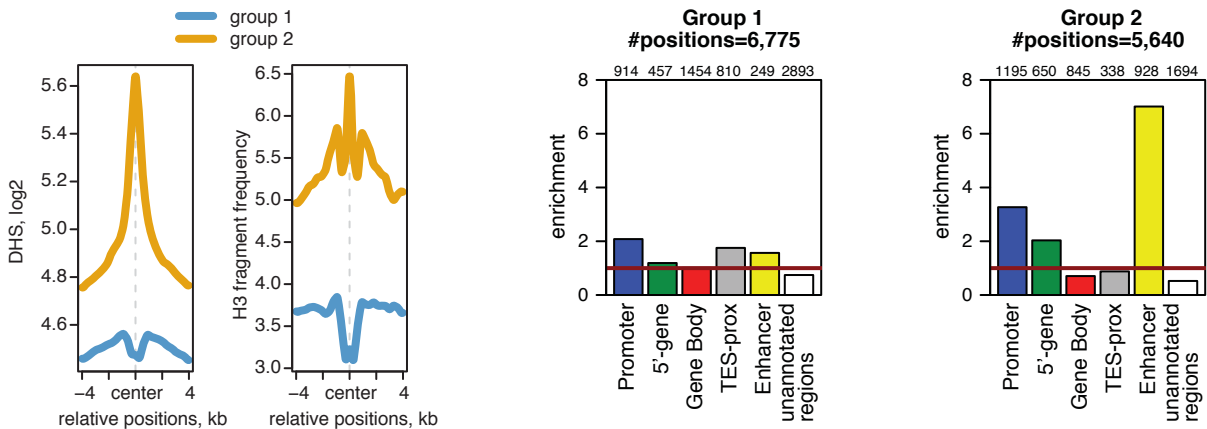 group 1
group 2
DHS, log2
5.6
5.4
5.2
5.0
4.8
4.6
−4 center 4
relative positions, kb
H3 fragment frequency
6.5
6.0
5.5
5.0
4.5
4.0
3.5
3.0
−4 center 4
relative positions, kb
Group 1
#positions=6,775
914 457 1454 810 249 2893
enrichment
8
6
4
2
0
Promoter
5'-gene
Gene Body
TES-prox
Enhancer
unannotated
regions
Group 2
#positions=5,640
1195 650 845 338 928 1694
enrichment
8
6
4
2
0
Promoter
5'-gene
Gene Body
TES-prox
Enhancer
unannotated
regions